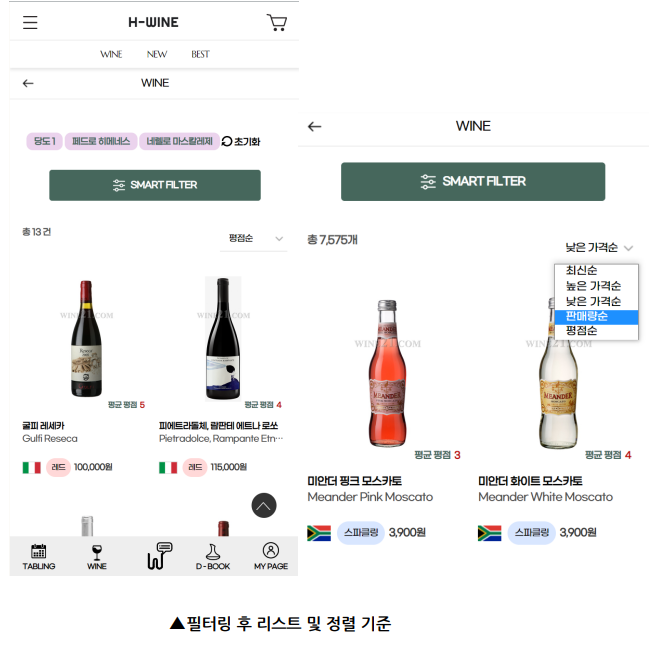 H-WINE
WINE NEW BEST
WINE
당도 1 페드로 히메네스 네렐로 마스칼레제 초기화
SMART FILTER
총 13 건
평점순
WINE21.COM
WINE21.COM
평균 평점 5
평균 평점 4
굴피 레세카
Gulfi Reseca
피에트라돌체, 람판테 에트나 로쏘
Pietradolce, Rampante Etn...
레드 100,000원
레드 115,000원
TABLING WINE D-BOOK MY PAGE
WINE
SMART FILTER
총 7,575개
낮은 가격순
최신순
높은 가격순
낮은 가격순
판매량순
평점순
WINE21.COM
WINE21.COM
MEANDER
MEANDER
평균 평점 3
평균 평점 4
미안더 핑크 모스카토
Meander Pink Moscato
미안더 화이트 모스카토
Meander White Moscato
스파클링 3,900원
스파클링 3,900원
▲필터링 후 리스트 및 정렬 기준